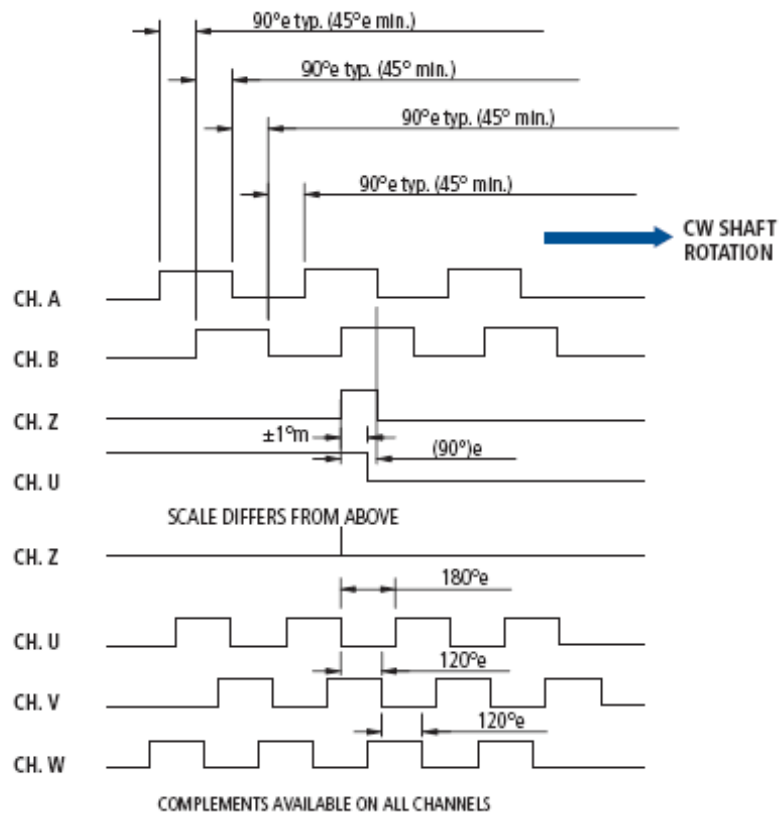 90°e typ. (45°e min.)
90°e typ. (45° min.)
90°e typ. (45° min.)
90°e typ. (45° min.)
CW SHAFT
ROTATION
CH. A
CH. B
CH. Z
±1°m
(90°)e
CH. U
SCALE DIFFERS FROM ABOVE
CH. Z
180°e
CH. U
120°e
CH. V
120°e
CH. W
COMPLEMENTS AVAILABLE ON ALL CHANNELS